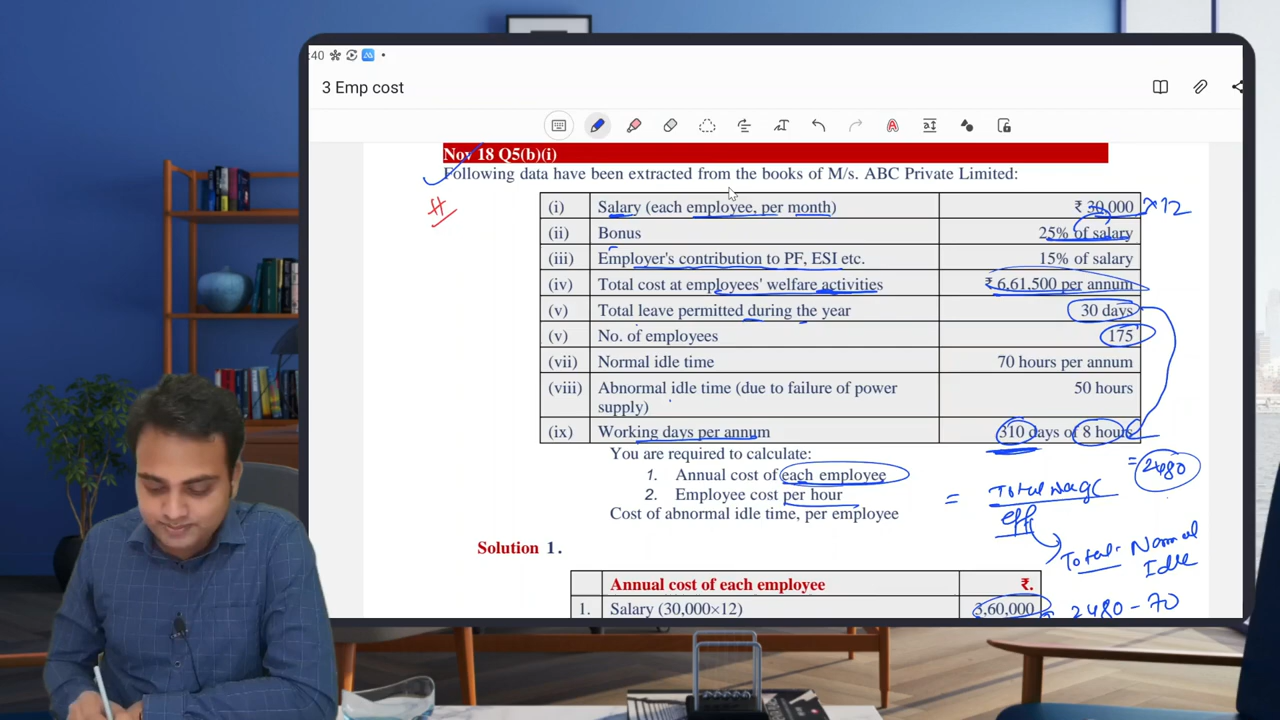 :40
3 Emp cost
Nov 18 Q5(b)(i)
Following data have been extracted from the books of M/s. ABC Private Limited:
#
(i) Salary (each employee, per month) ₹ 30,000 ×12
(ii) Bonus 25% of salary
(iii) Employer's contribution to PF, ESI etc. 15% of salary
(iv) Total cost at employees' welfare activities ₹ 6,61,500 per annum
(v) Total leave permitted during the year 30 days
(v) No. of employees 175
(vii) Normal idle time 70 hours per annum
(viii) Abnormal idle time (due to failure of power 50 hours
supply)
(ix) Working days per annum 310 days of 8 hours
You are required to calculate:
= 2480
1. Annual cost of each employee
2. Employee cost per hour
= Total wage
Cost of abnormal idle time, per employee
eff
Total - Normal
Idle
Solution 1.
Annual cost of each employee ₹.
1. Salary (30,000×12) 3,60,000
2480 - 70